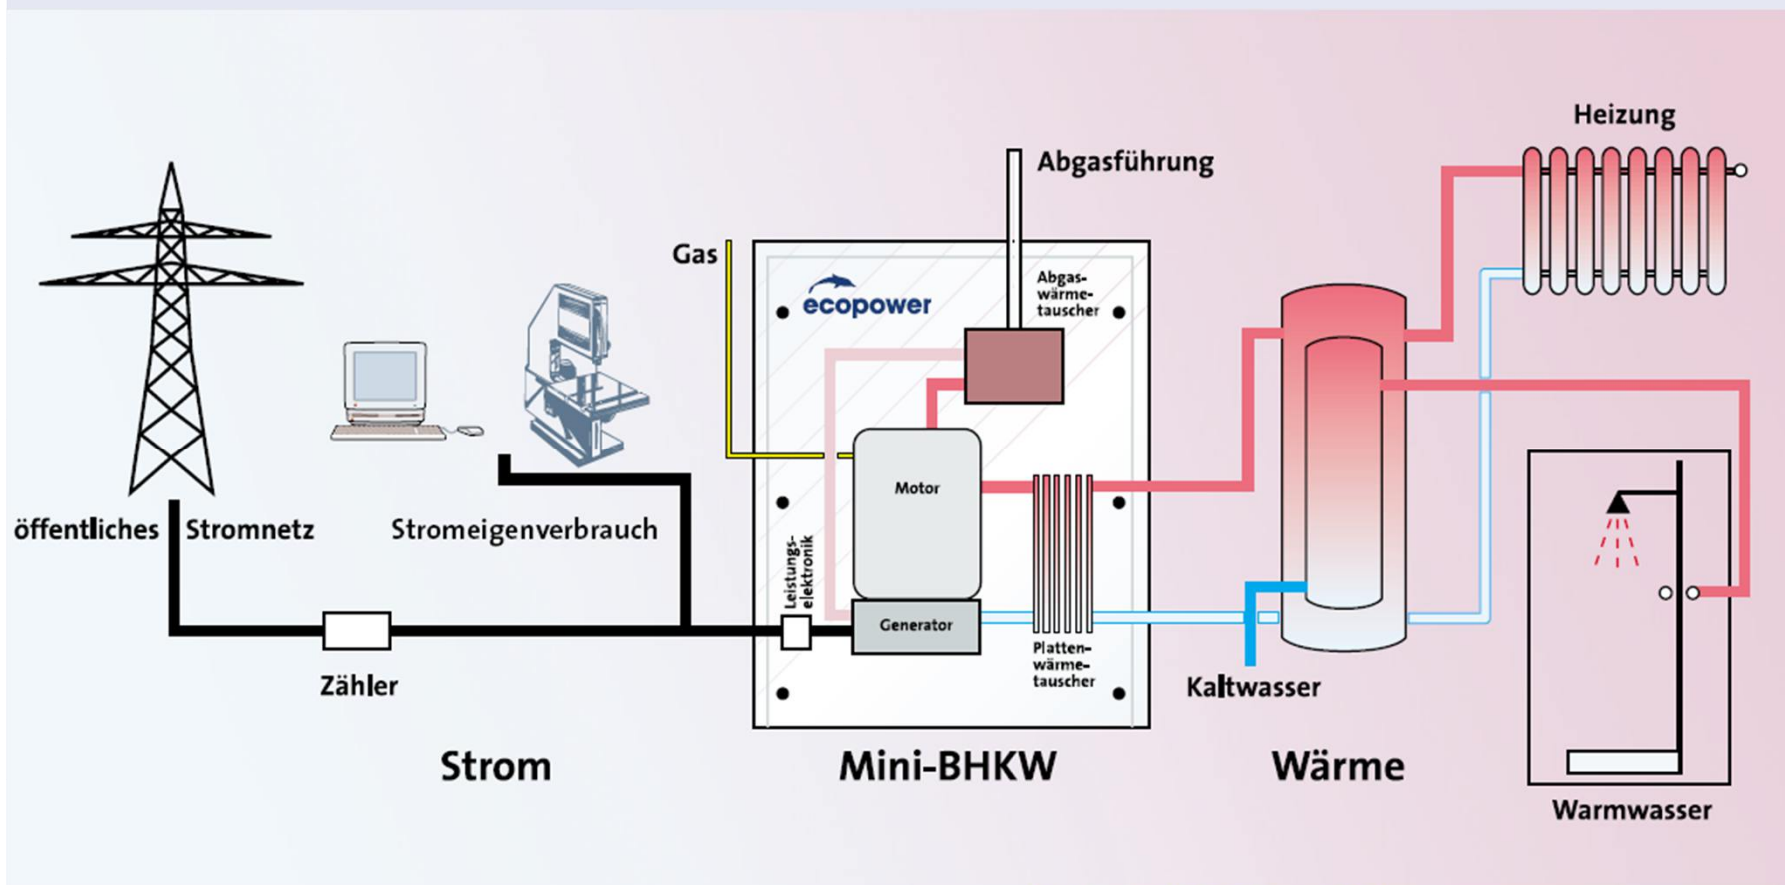 Heizung
Abgasführung
Gas
ecopower
Abgas-
wärme-
tauscher
Motor
öffentliches Stromnetz
Stromeigenverbrauch
Leistungs-
elektronik
Generator
Platten-
wärme-
tauscher
Zähler
Kaltwasser
Strom
Mini-BHKW
Wärme
Warmwasser